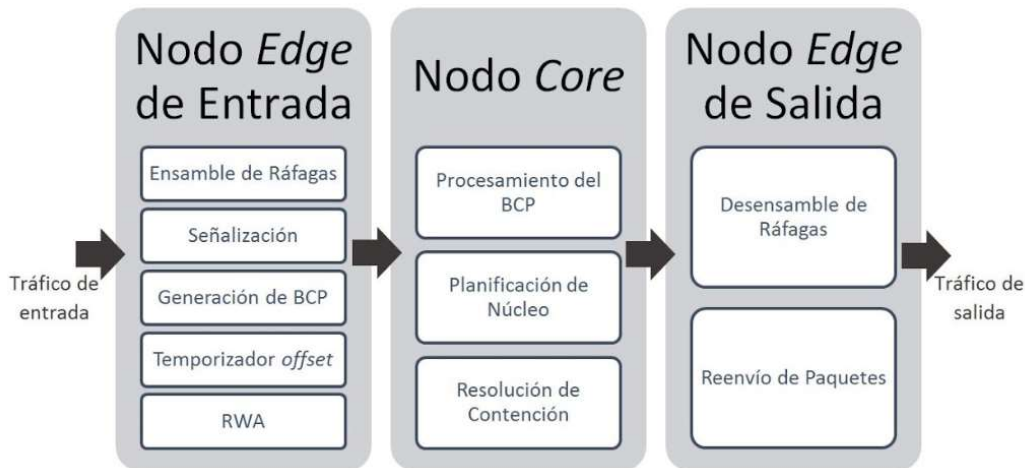 Nodo Edge
de Entrada
Ensamble de Ráfagas
Señalización
Generación de BCP
Temporizador offset
RWA
Nodo Core
Procesamiento del
BCP
Planificación de
Núcleo
Resolución de
Contención
Nodo Edge
de Salida
Desensamble de
Ráfagas
Reenvío de Paquetes
Tráfico de
entrada
Tráfico de
salida